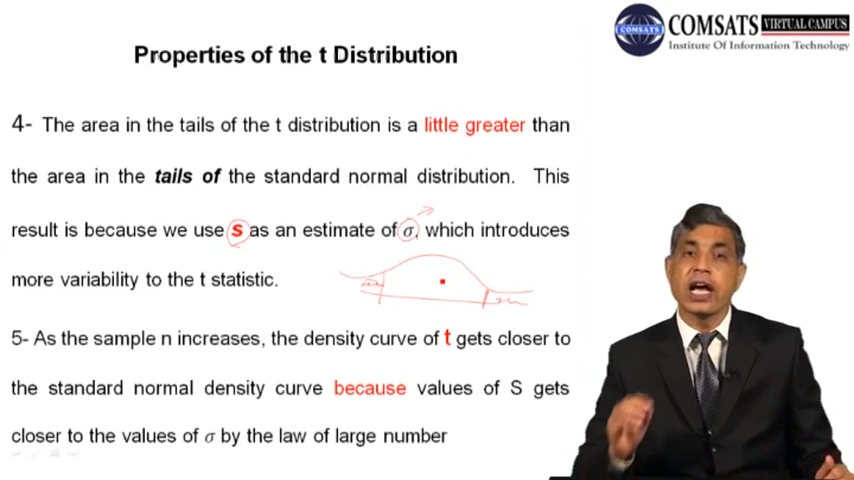 COMSATS
COMSATS VIRTUAL CAMPUS
Institute Of Information Technology
Properties of the t Distribution
4- The area in the tails of the t distribution is a little greater than
the area in the tails of the standard normal distribution. This
result is because we use s as an estimate of σ, which introduces
more variability to the t statistic.
5- As the sample n increases, the density curve of t gets closer to
the standard normal density curve because values of S gets
closer to the values of σ by the law of large number